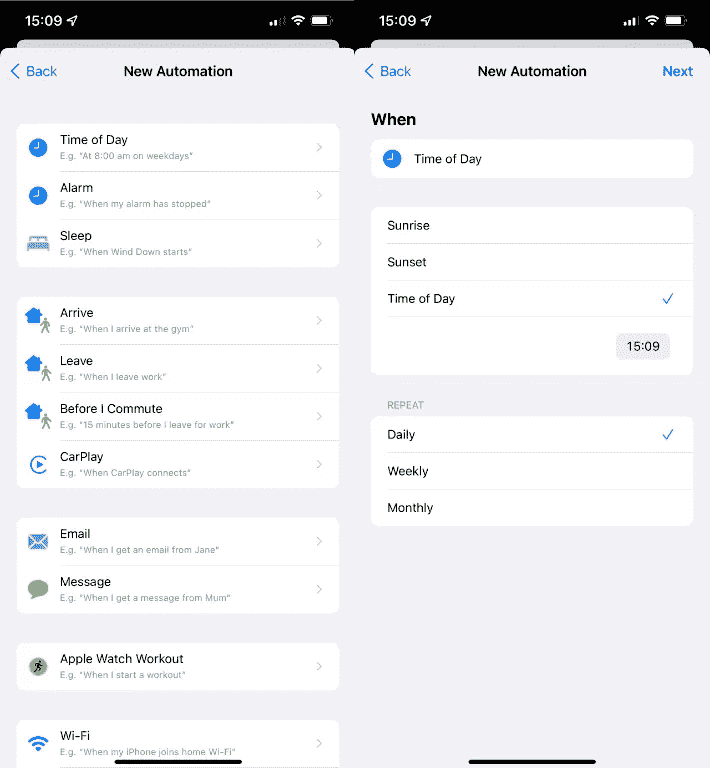 15:09
Back
New Automation
Time of Day
E.g. "At 8:00 am on weekdays"
Alarm
E.g. "When my alarm has stopped"
Sleep
E.g. "When Wind Down starts"
Arrive
E.g. "When I arrive at the gym"
Leave
E.g. "When I leave work"
Before I Commute
E.g. "15 minutes before I leave for work"
CarPlay
E.g. "When CarPlay connects"
Email
E.g. "When I get an email from Jane"
Message
E.g. "When I get a message from Mum"
Apple Watch Workout
E.g. "When I start a workout"
Wi-Fi
E.g. "When my iPhone joins home Wi-Fi"
15:09
Back
New Automation
Next
When
Time of Day
Sunrise
Sunset
Time of Day
15:09
REPEAT
Daily
Weekly
Monthly